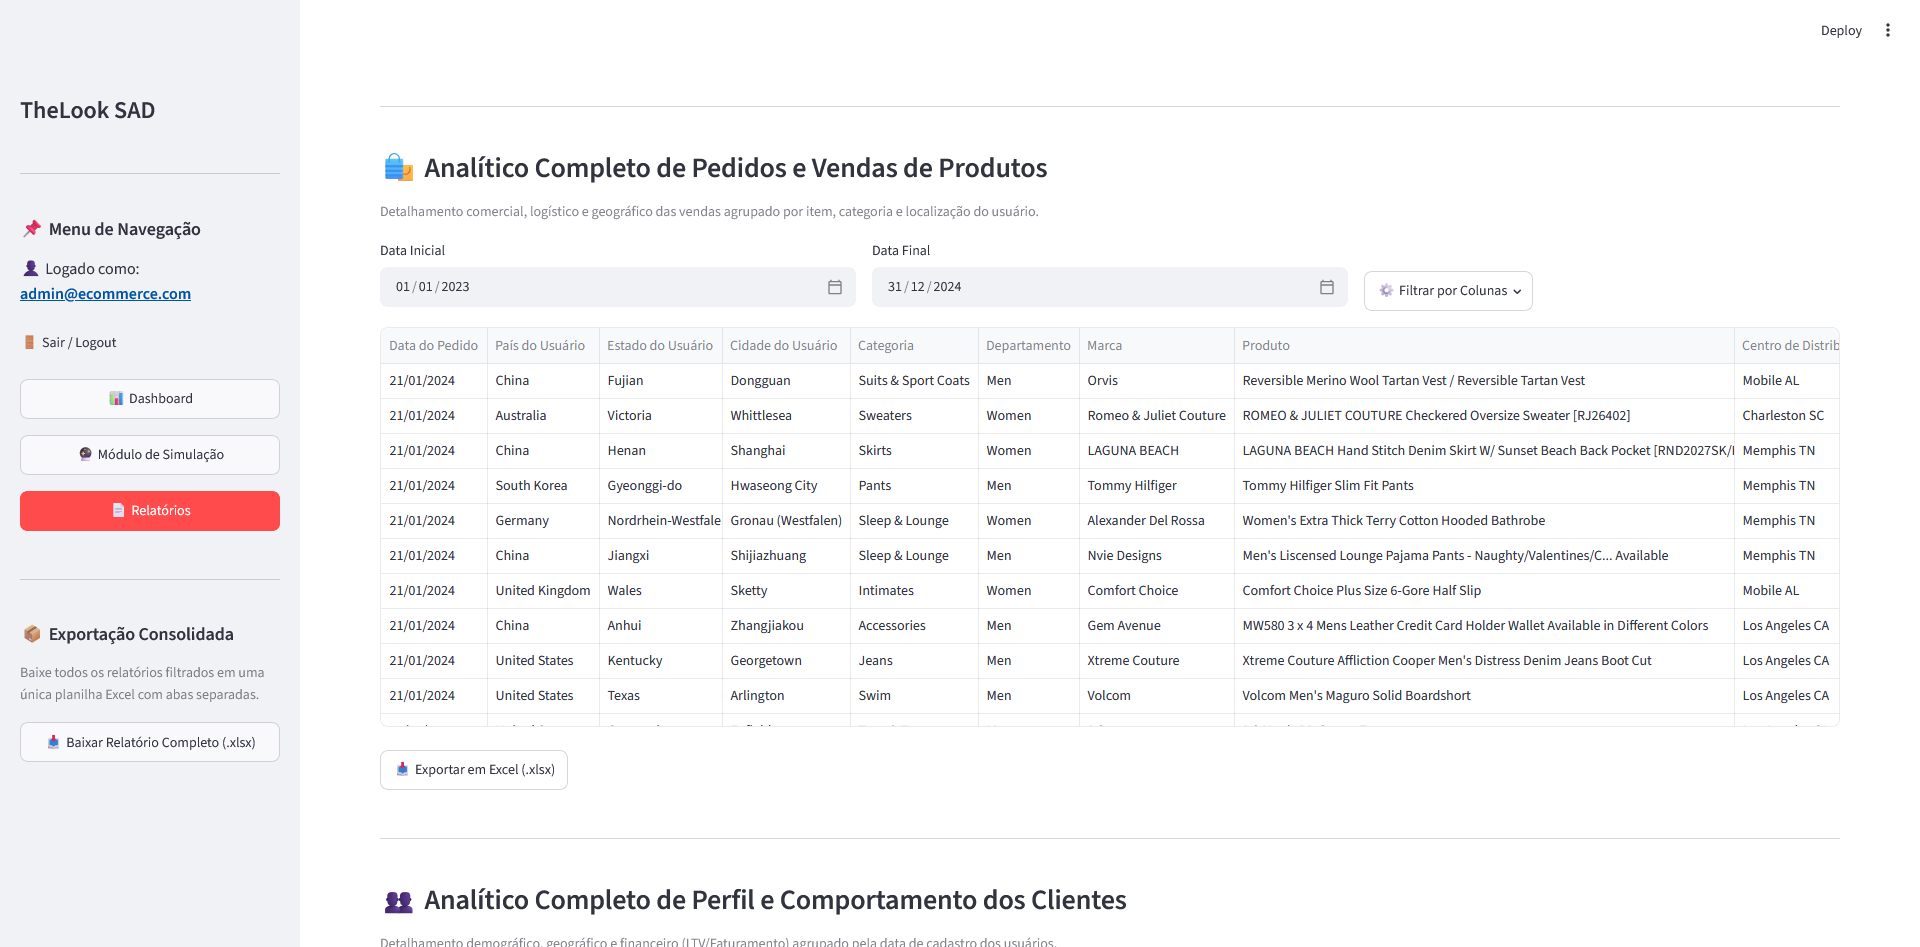 Deploy
TheLook SAD
Menu de Navegação
Logado como:
admin@ecommerce.com
Sair / Logout
Dashboard
Módulo de Simulação
Relatórios
Exportação Consolidada
Baixe todos os relatórios filtrados em uma
única planilha Excel com abas separadas.
Baixar Relatório Completo (.xlsx)
Analítico Completo de Pedidos e Vendas de Produtos
Detalhamento comercial, logístico e geográfico das vendas agrupado por item, categoria e localização do usuário.
Data Inicial Data Final
01 / 01 / 2023 31 / 12 / 2024 Filtrar por Colunas
Data do Pedido País do Usuário Estado do Usuário Cidade do Usuário Categoria Departamento Marca Produto Centro de Distrib
21/01/2024 China Fujian Dongguan Suits & Sport Coats Men Orvis Reversible Merino Wool Tartan Vest / Reversible Tartan Vest Mobile AL
21/01/2024 Australia Victoria Whittlesea Sweaters Women Romeo & Juliet Couture ROMEO & JULIET COUTURE Checkered Oversize Sweater [RJ26402] Charleston SC
21/01/2024 China Henan Shanghai Skirts Women LAGUNA BEACH LAGUNA BEACH Hand Stitch Denim Skirt W/ Sunset Beach Back Pocket [RND2027SK/ Memphis TN
21/01/2024 South Korea Gyeonggi-do Hwaseong City Pants Men Tommy Hilfiger Tommy Hilfiger Slim Fit Pants Memphis TN
21/01/2024 Germany Nordrhein-Westfale Gronau (Westfalen) Sleep & Lounge Women Alexander Del Rossa Women's Extra Thick Terry Cotton Hooded Bathrobe Memphis TN
21/01/2024 China Jiangxi Shijiazhuang Sleep & Lounge Men Nvie Designs Men's Liscensed Lounge Pajama Pants - Naughty/Valentines/C... Available Memphis TN
21/01/2024 United Kingdom Wales Sketty Intimates Women Comfort Choice Comfort Choice Plus Size 6-Gore Half Slip Mobile AL
21/01/2024 China Anhui Zhangjiakou Accessories Men Gem Avenue MW580 3 x 4 Mens Leather Credit Card Holder Wallet Available in Different Colors Los Angeles CA
21/01/2024 United States Kentucky Georgetown Jeans Men Xtreme Couture Xtreme Couture Affliction Cooper Men's Distress Denim Jeans Boot Cut Los Angeles CA
21/01/2024 United States Texas Arlington Swim Men Volcom Volcom Men's Maguro Solid Boardshort Los Angeles CA
Exportar em Excel (.xlsx)
Analítico Completo de Perfil e Comportamento dos Clientes
Detalhamento demográfico, geográfico e financeiro (LTV/Faturamento) agrupado pela data de cadastro dos usuários.